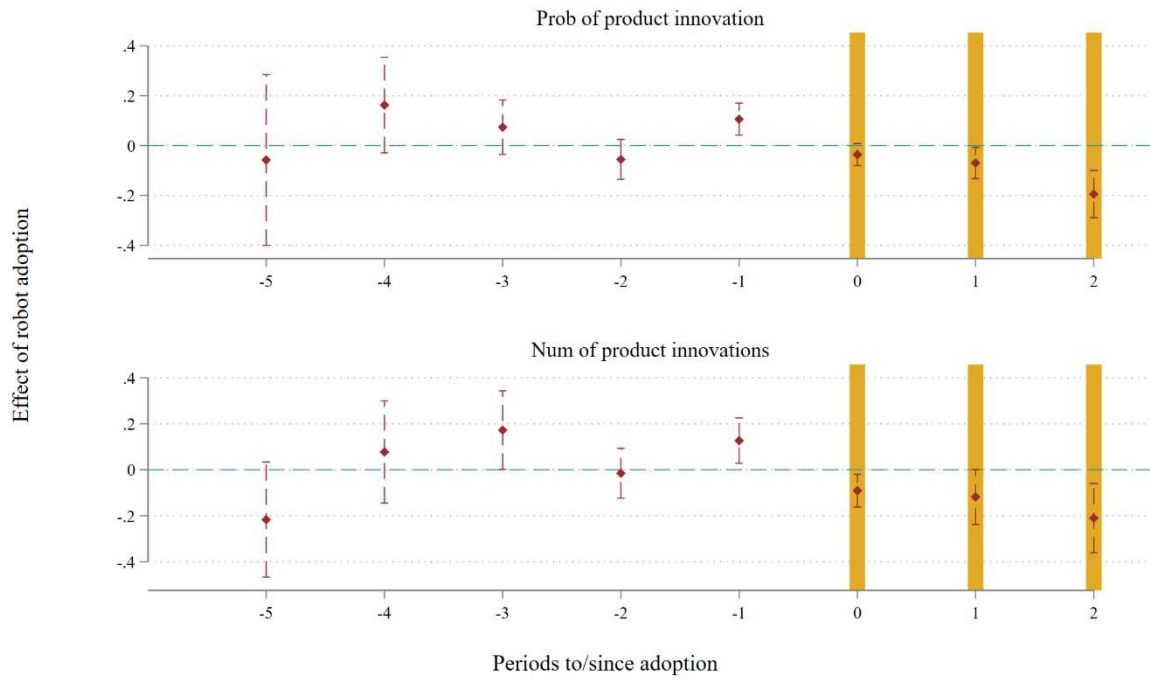 Prob of product innovation
.4
.2
0
-.2
-.4
-5 -4 -3 -2 -1 0 1 2
Effect of robot adoption
Num of product innovations
.4
.2
0
-.2
-.4
-5 -4 -3 -2 -1 0 1 2
Periods to/since adoption